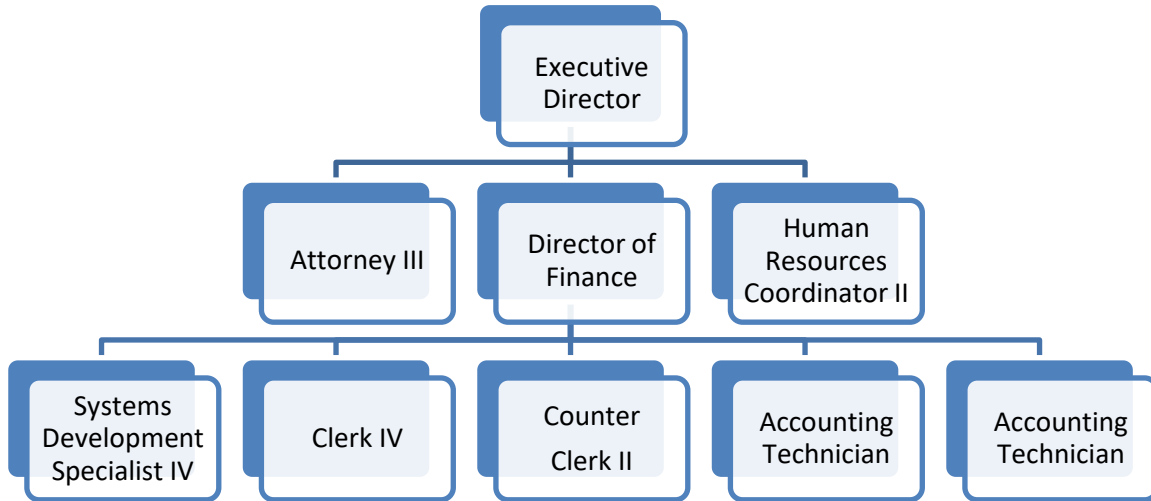 Executive
Director
Attorney III
Director of
Finance
Human
Resources
Coordinator II
Systems
Development
Specialist IV
Clerk IV
Counter
Clerk II
Accounting
Technician
Accounting
Technician